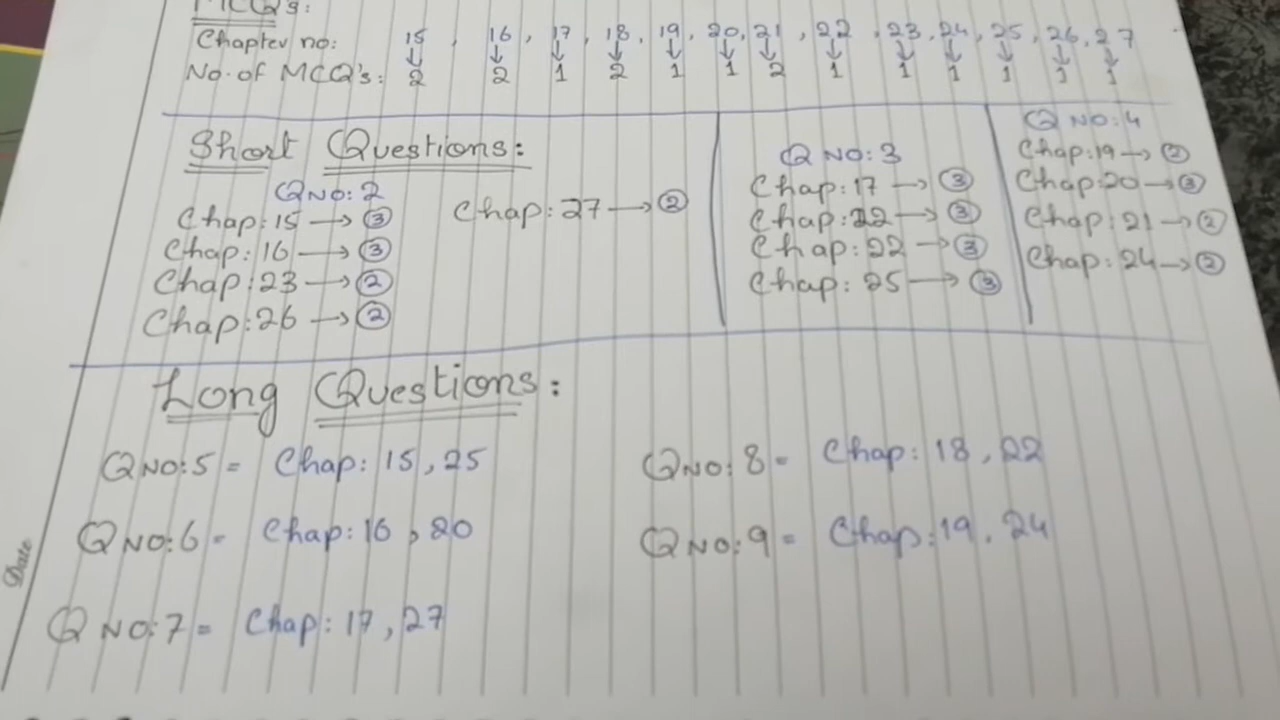 MCQ's:
Chapter no: 15, 16, 17, 18, 19, 20, 21, 22, 23, 24, 25, 26, 27
↓ ↓ ↓ ↓ ↓ ↓ ↓ ↓ ↓ ↓ ↓ ↓ ↓
No. of MCQ's: 2 2 1 2 1 1 2 1 1 1 1 1 1
Short Questions:
Q NO: 2
Chap: 15 → ③
Chap: 16 → ③
Chap: 23 → ②
Chap: 26 → ②
Chap: 27 → ②
Q NO: 3
Chap: 17 → ③
Chap: 22 → ③
Chap: 22 → ③
Chap: 25 → ③
Q NO: 4
Chap: 19 → ②
Chap: 20 → ③
Chap: 21 → ②
Chap: 24 → ②
Long Questions:
Q NO: 5 = Chap: 15, 25
Q NO: 6 = Chap: 16, 20
Q NO: 7 = Chap: 17, 27
Q NO: 8 = Chap: 18, 22
Q NO: 9 = Chap: 19, 24
Date